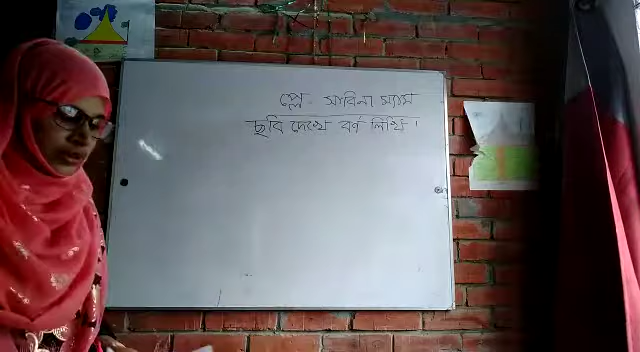 প্লে - সাবিনা ম্যাম
ছবি দেখে বর্ণ লিখি ।